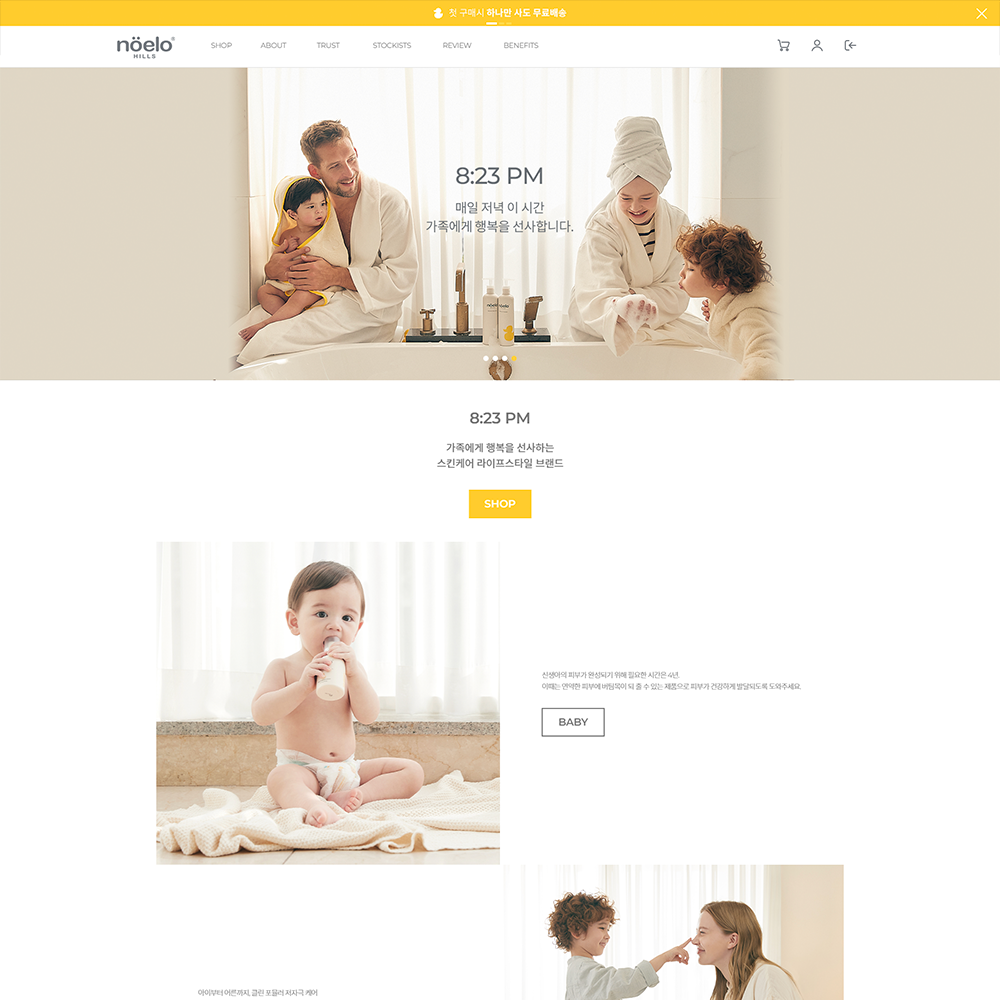 첫 구매시 하나만 사도 무료배송
nöelo®
HILLS
SHOP
ABOUT
TRUST
STOCKISTS
REVIEW
BENEFITS
8:23 PM
매일 저녁 이 시간
가족에게 행복을 선사합니다.
nöelo nöelo
8:23 PM
가족에게 행복을 선사하는
스킨케어 라이프스타일 브랜드
SHOP
신생아의 피부가 완성되기 위해 필요한 시간은 4년.
이때는 연약한 피부에 버팀목이 되 줄 수 있는 제품으로 피부가 건강하게 발달되도록 도와주세요.
BABY
아이부터 어른까지, 클린 포뮬러 저자극 케어